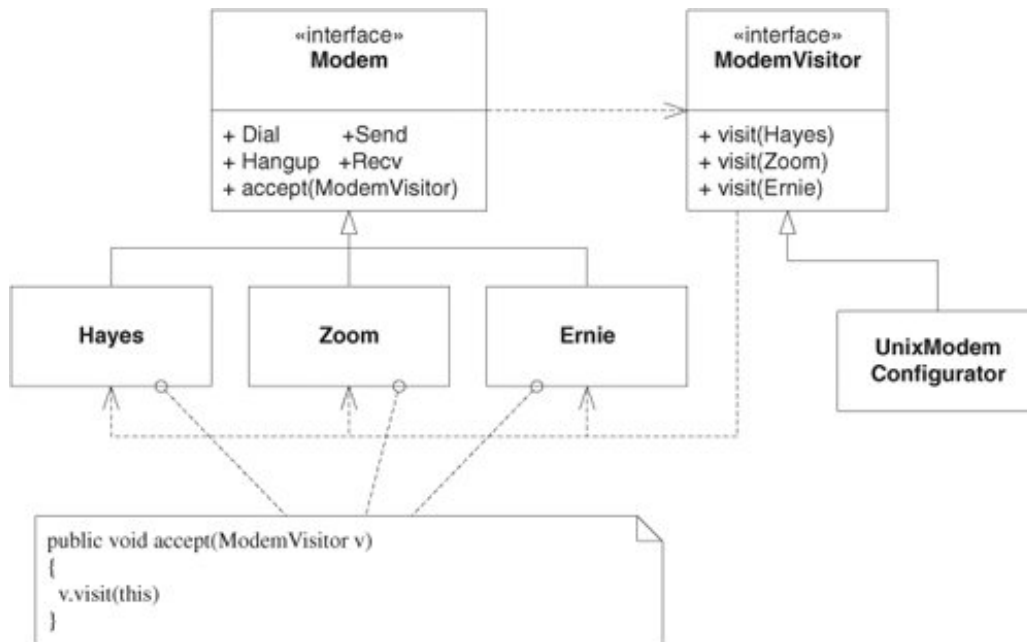 «interface»
Modem
+ Dial +Send
+ Hangup +Recv
+ accept(ModemVisitor)
«interface»
ModemVisitor
+ visit(Hayes)
+ visit(Zoom)
+ visit(Ernie)
Hayes
Zoom
Ernie
UnixModem
Configurator
public void accept(ModemVisitor v)
{
v.visit(this)
}